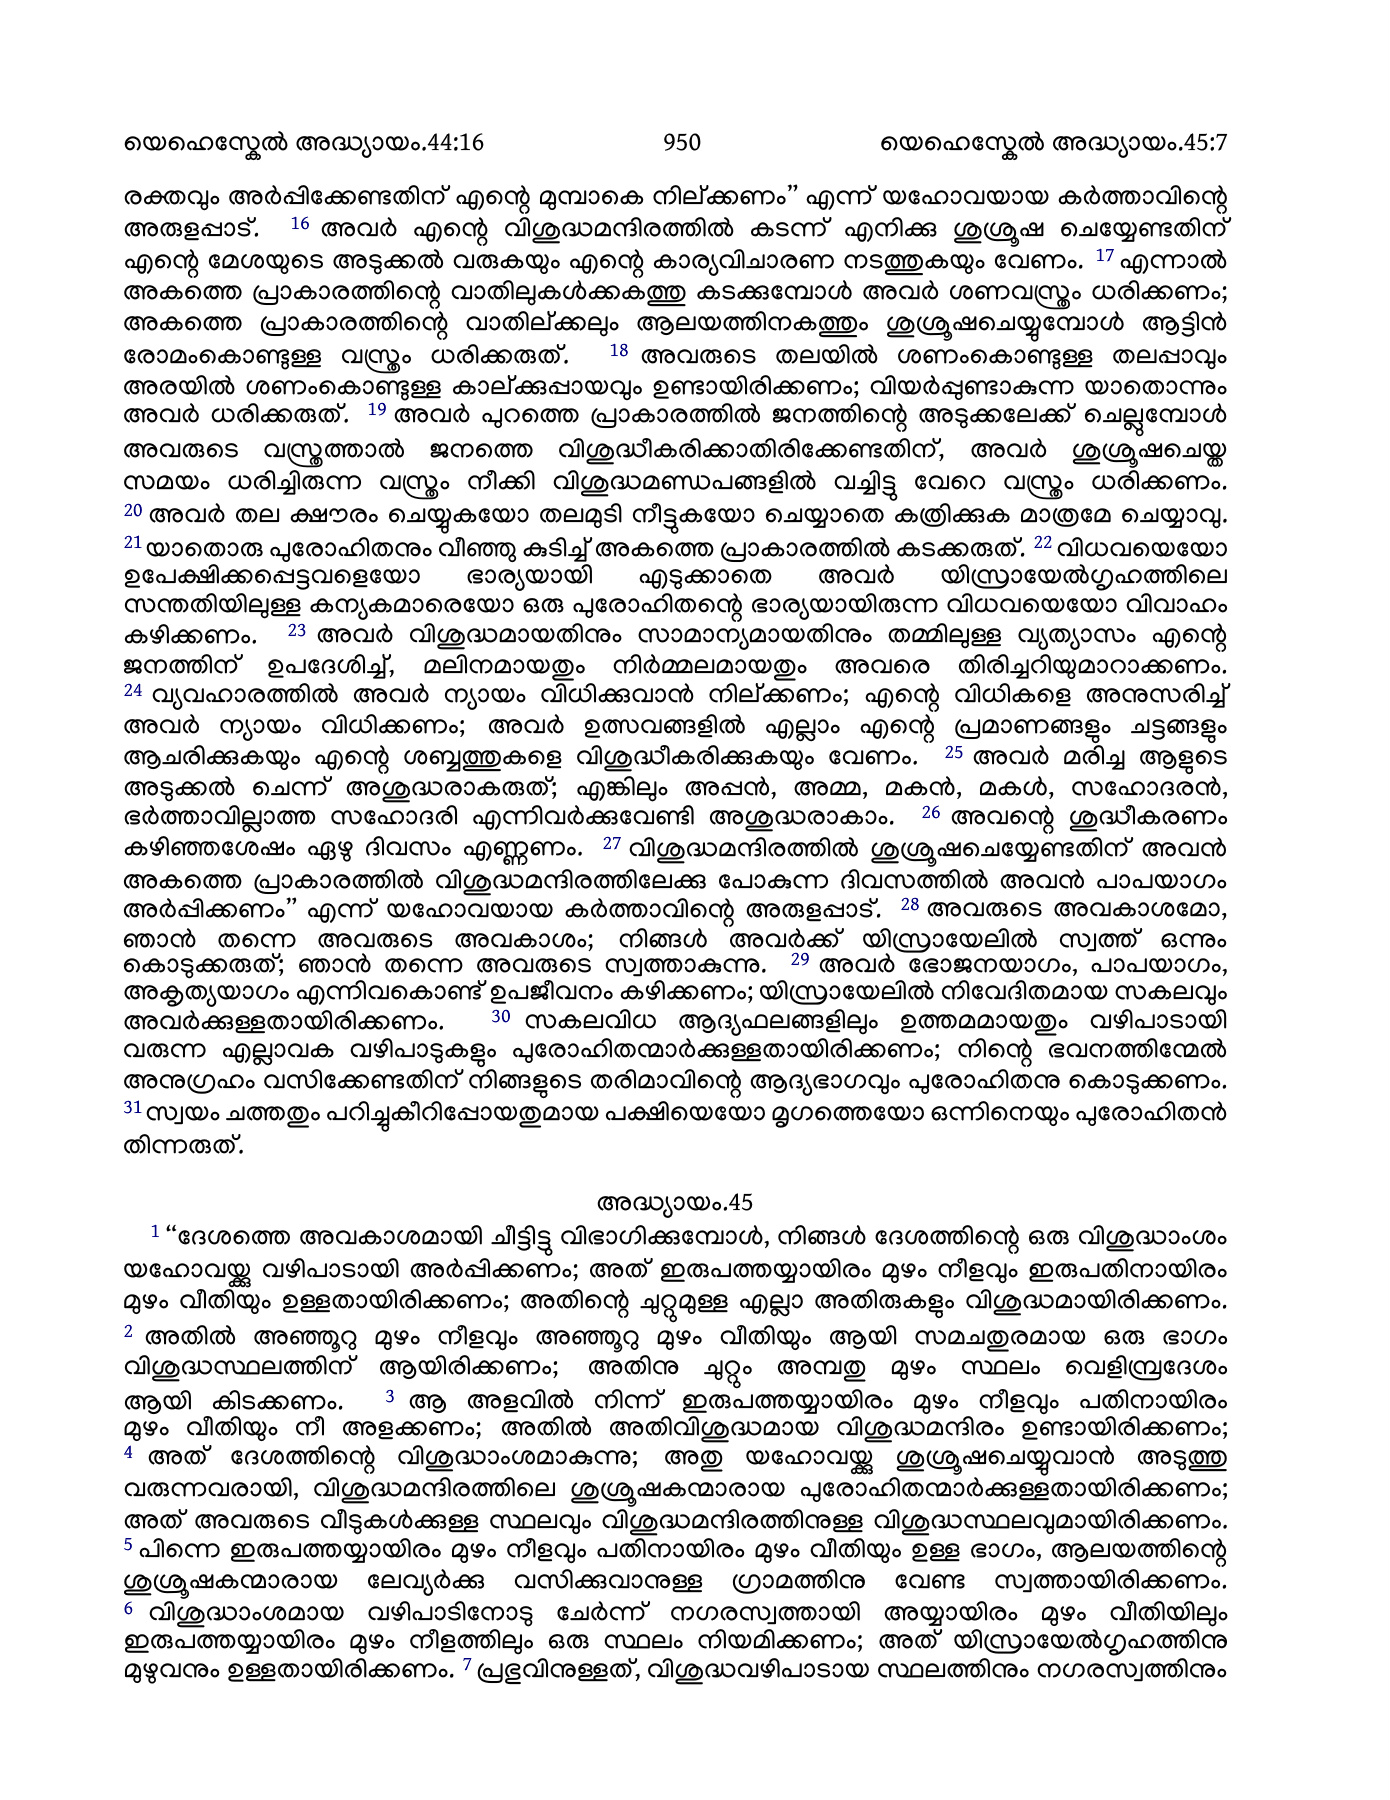 യെഹെസ്കേൽ അദ്ധ്യായം.44:16 950 യെഹെസ്കേൽ അദ്ധ്യായം.45:7
രക്തവും അർപ്പിക്കേണ്ടതിന് എന്റെ മുമ്പാകെ നില്ക്കണം” എന്ന് യഹോവയായ കർത്താവിന്റെ
അരുളപ്പാട്. 16 അവർ എന്റെ വിശുദ്ധമന്ദിരത്തിൽ കടന്ന് എനിക്കു ശുശ്രൂഷ ചെയ്യേണ്ടതിന്
എന്റെ മേശയുടെ അടുക്കൽ വരുകയും എന്റെ കാര്യവിചാരണ നടത്തുകയും വേണം. 17 എന്നാൽ
അകത്തെ പ്രാകാരത്തിന്റെ വാതിലുകൾക്കകത്തു കടക്കുമ്പോൾ അവർ ശണവസ്ത്രം ധരിക്കണം;
അകത്തെ പ്രാകാരത്തിന്റെ വാതില്ക്കലും ആലയത്തിനകത്തും ശുശ്രൂഷചെയ്യുമ്പോൾ ആട്ടിൻ
രോമംകൊണ്ടുള്ള വസ്ത്രം ധരിക്കരുത്. 18 അവരുടെ തലയിൽ ശണംകൊണ്ടുള്ള തലപ്പാവും
അരയിൽ ശണംകൊണ്ടുള്ള കാല്ക്കുപ്പായവും ഉണ്ടായിരിക്കണം; വിയർപ്പുണ്ടാകുന്ന യാതൊന്നും
അവർ ധരിക്കരുത്. 19 അവർ പുറത്തെ പ്രാകാരത്തിൽ ജനത്തിന്റെ അടുക്കലേക്ക് ചെല്ലുമ്പോൾ
അവരുടെ വസ്ത്രത്താൽ ജനത്തെ വിശുദ്ധീകരിക്കാതിരിക്കേണ്ടതിന്, അവർ ശുശ്രൂഷചെയ്ത
സമയം ധരിച്ചിരുന്ന വസ്ത്രം നീക്കി വിശുദ്ധമണ്ഡപങ്ങളിൽ വച്ചിട്ടു വേറെ വസ്ത്രം ധരിക്കണം.
20 അവർ തല ക്ഷൗരം ചെയ്യുകയോ തലമുടി നീട്ടുകയോ ചെയ്യാതെ കത്രിക്കുക മാത്രമേ ചെയ്യാവു.
21 യാതൊരു പുരോഹിതനും വീഞ്ഞു കുടിച്ച് അകത്തെ പ്രാകാരത്തിൽ കടക്കരുത്. 22 വിധവയെയോ
ഉപേക്ഷിക്കപ്പെട്ടവളെയോ ഭാര്യയായി എടുക്കാതെ അവർ യിസ്രായേൽഗൃഹത്തിലെ
സന്തതിയിലുള്ള കന്യകമാരെയോ ഒരു പുരോഹിതന്റെ ഭാര്യയായിരുന്ന വിധവയെയോ വിവാഹം
കഴിക്കണം. 23 അവർ വിശുദ്ധമായതിനും സാമാന്യമായതിനും തമ്മിലുള്ള വ്യത്യാസം എന്റെ
ജനത്തിന് ഉപദേശിച്ച്, മലിനമായതും നിർമ്മലമായതും അവരെ തിരിച്ചറിയുമാറാക്കണം.
24 വ്യവഹാരത്തിൽ അവർ ന്യായം വിധിക്കുവാൻ നില്ക്കണം; എന്റെ വിധികളെ അനുസരിച്ച്
അവർ ന്യായം വിധിക്കണം; അവർ ഉത്സവങ്ങളിൽ എല്ലാം എന്റെ പ്രമാണങ്ങളും ചട്ടങ്ങളും
ആചരിക്കുകയും എന്റെ ശബ്ബത്തുകളെ വിശുദ്ധീകരിക്കുകയും വേണം. 25 അവർ മരിച്ച ആളുടെ
അടുക്കൽ ചെന്ന് അശുദ്ധരാകരുത്; എങ്കിലും അപ്പൻ, അമ്മ, മകൻ, മകൾ, സഹോദരൻ,
ഭർത്താവില്ലാത്ത സഹോദരി എന്നിവർക്കുവേണ്ടി അശുദ്ധരാകാം. 26 അവന്റെ ശുദ്ധീകരണം
കഴിഞ്ഞശേഷം ഏഴു ദിവസം എണ്ണണം. 27 വിശുദ്ധമന്ദിരത്തിൽ ശുശ്രൂഷചെയ്യേണ്ടതിന് അവൻ
അകത്തെ പ്രാകാരത്തിൽ വിശുദ്ധമന്ദിരത്തിലേക്കു പോകുന്ന ദിവസത്തിൽ അവൻ പാപയാഗം
അർപ്പിക്കണം” എന്ന് യഹോവയായ കർത്താവിന്റെ അരുളപ്പാട്. 28 അവരുടെ അവകാശമോ,
ഞാൻ തന്നെ അവരുടെ അവകാശം; നിങ്ങൾ അവർക്ക് യിസ്രായേലിൽ സ്വത്ത് ഒന്നും
കൊടുക്കരുത്; ഞാൻ തന്നെ അവരുടെ സ്വത്താകുന്നു. 29 അവർ ഭോജനയാഗം, പാപയാഗം,
അകൃത്യയാഗം എന്നിവകൊണ്ട് ഉപജീവനം കഴിക്കണം; യിസ്രായേലിൽ നിവേദിതമായ സകലവും
അവർക്കുള്ളതായിരിക്കണം. 30 സകലവിധ ആദ്യഫലങ്ങളിലും ഉത്തമമായതും വഴിപാടായി
വരുന്ന എല്ലാവക വഴിപാടുകളും പുരോഹിതന്മാർക്കുള്ളതായിരിക്കണം; നിന്റെ ഭവനത്തിന്മേൽ
അനുഗ്രഹം വസിക്കേണ്ടതിന് നിങ്ങളുടെ തരിമാവിന്റെ ആദ്യഭാഗവും പുരോഹിതനു കൊടുക്കണം.
31 സ്വയം ചത്തതും പറിച്ചുകീറിപ്പോയതുമായ പക്ഷിയെയോ മൃഗത്തെയോ ഒന്നിനെയും പുരോഹിതൻ
തിന്നരുത്.
അദ്ധ്യായം.45
1 “ദേശത്തെ അവകാശമായി ചീട്ടിട്ടു വിഭാഗിക്കുമ്പോൾ, നിങ്ങൾ ദേശത്തിന്റെ ഒരു വിശുദ്ധാംശം
യഹോവയ്ക്കു വഴിപാടായി അർപ്പിക്കണം; അത് ഇരുപത്തയ്യായിരം മുഴം നീളവും ഇരുപതിനായിരം
മുഴം വീതിയും ഉള്ളതായിരിക്കണം; അതിന്റെ ചുറ്റുമുള്ള എല്ലാ അതിരുകളും വിശുദ്ധമായിരിക്കണം.
2 അതിൽ അഞ്ഞൂറു മുഴം നീളവും അഞ്ഞൂറു മുഴം വീതിയും ആയി സമചതുരമായ ഒരു ഭാഗം
വിശുദ്ധസ്ഥലത്തിന് ആയിരിക്കണം; അതിനു ചുറ്റും അമ്പതു മുഴം സ്ഥലം വെളിമ്പ്രദേശം
ആയി കിടക്കണം. 3 ആ അളവിൽ നിന്ന് ഇരുപത്തയ്യായിരം മുഴം നീളവും പതിനായിരം
മുഴം വീതിയും നീ അളക്കണം; അതിൽ അതിവിശുദ്ധമായ വിശുദ്ധമന്ദിരം ഉണ്ടായിരിക്കണം;
4 അത് ദേശത്തിന്റെ വിശുദ്ധാംശമാകുന്നു; അതു യഹോവയ്ക്കു ശുശ്രൂഷചെയ്യുവാൻ അടുത്തു
വരുന്നവരായി, വിശുദ്ധമന്ദിരത്തിലെ ശുശ്രൂഷകന്മാരായ പുരോഹിതന്മാർക്കുള്ളതായിരിക്കണം;
അത് അവരുടെ വീടുകൾക്കുള്ള സ്ഥലവും വിശുദ്ധമന്ദിരത്തിനുള്ള വിശുദ്ധസ്ഥലവുമായിരിക്കണം.
5 പിന്നെ ഇരുപത്തയ്യായിരം മുഴം നീളവും പതിനായിരം മുഴം വീതിയും ഉള്ള ഭാഗം, ആലയത്തിന്റെ
ശുശ്രൂഷകന്മാരായ ലേവ്യർക്കു വസിക്കുവാനുള്ള ഗ്രാമത്തിനു വേണ്ട സ്വത്തായിരിക്കണം.
6 വിശുദ്ധാംശമായ വഴിപാടിനോടു ചേർന്ന് നഗരസ്വത്തായി അയ്യായിരം മുഴം വീതിയിലും
ഇരുപത്തയ്യായിരം മുഴം നീളത്തിലും ഒരു സ്ഥലം നിയമിക്കണം; അത് യിസ്രായേൽഗൃഹത്തിനു
മുഴുവനും ഉള്ളതായിരിക്കണം. 7 പ്രഭുവിനുള്ളത്, വിശുദ്ധവഴിപാടായ സ്ഥലത്തിനും നഗരസ്വത്തിനും